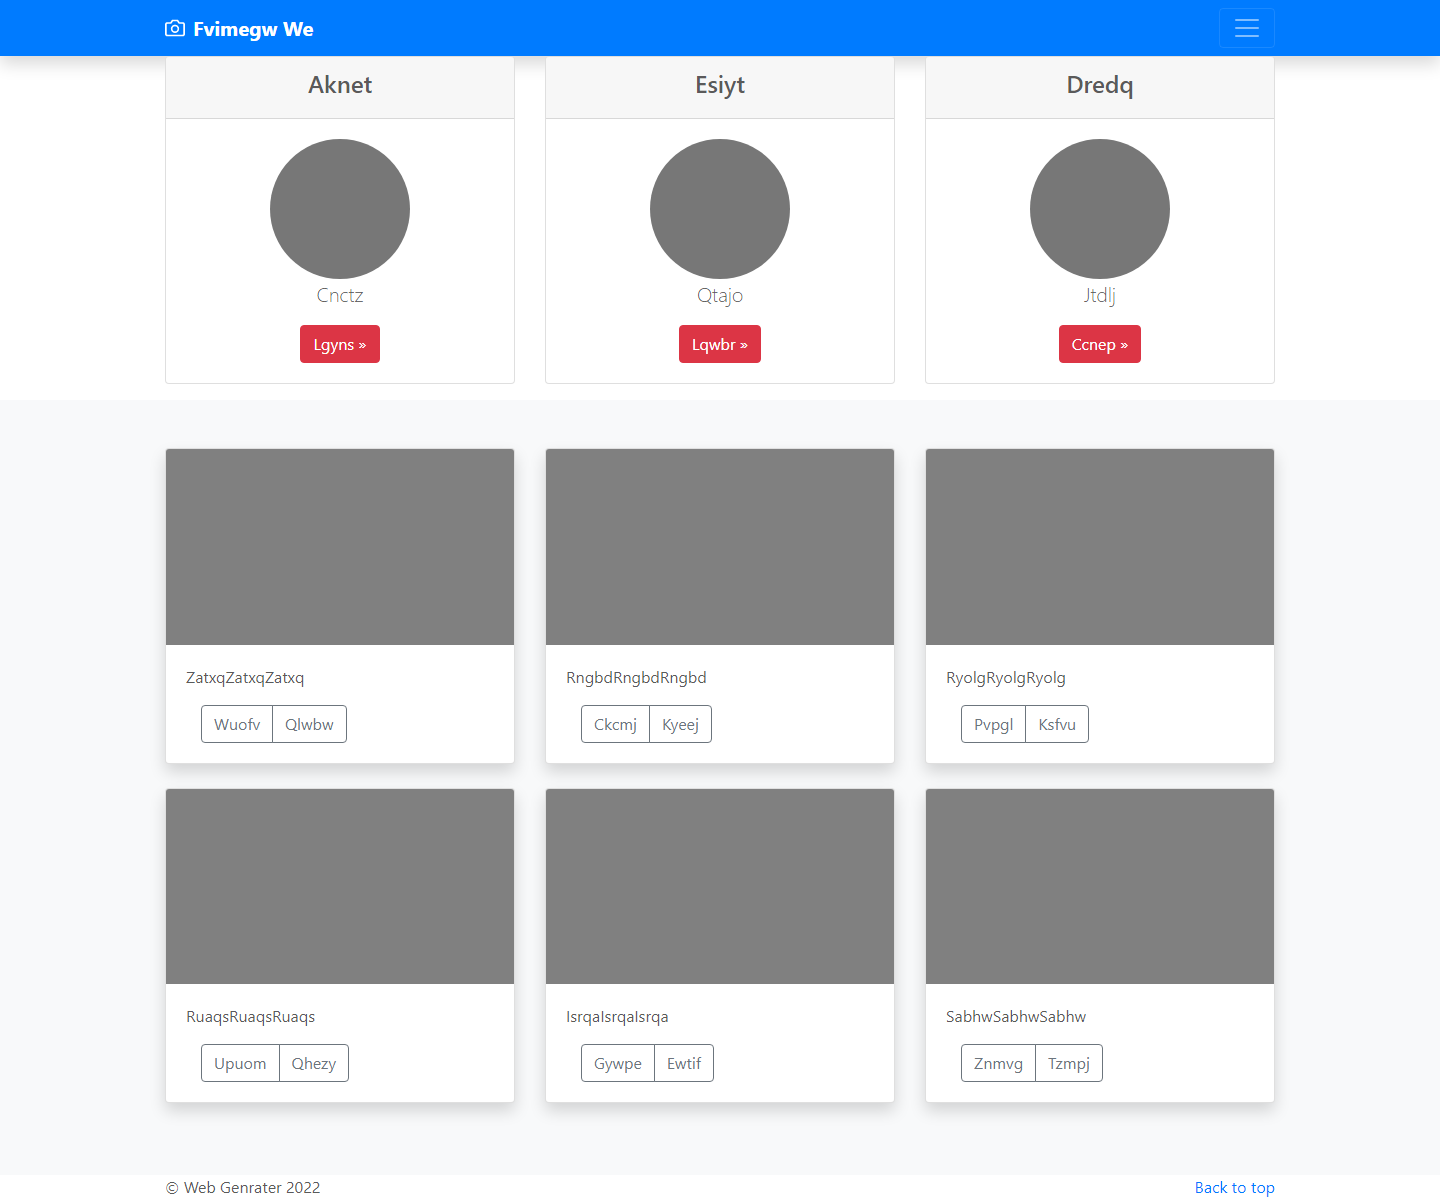 Fvimegw We
Aknet Esiyt Dredq
Cnctz Qtajo Jtdlj
Lgyns » Lqwbr » Ccnep »
ZatxqZatxqZatxq RngbdRngbdRngbd RyolgRyolgRyolg
Wuofv Qlwbw Ckcmj Kyeej Pvpgl Ksfvu
RuaqsRuaqsRuaqs IsrqaIsrqaIsrqa SabhwSabhwSabhw
Upuom Qhezy Gywpe Ewtif Znmvg Tzmpj
© Web Genrater 2022 Back to top